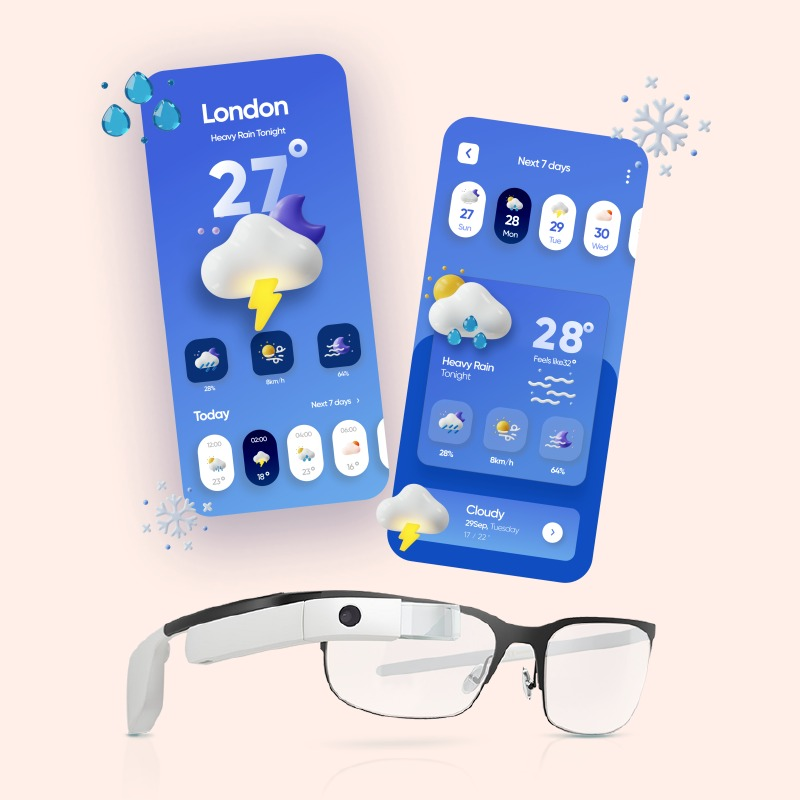 London
Heavy Rain Tonight
27°
28%
8km/h
64%
Today
Next 7 days ›
12:00
02:00
04:00
06:00
23°
18°
23°
16°
Next 7 days
27
Sun
28
Mon
29
Tue
30
Wed
28°
Feels like32°
Heavy Rain
Tonight
28%
8km/h
64%
Cloudy
29Sep, Tuesday
17 / 22°